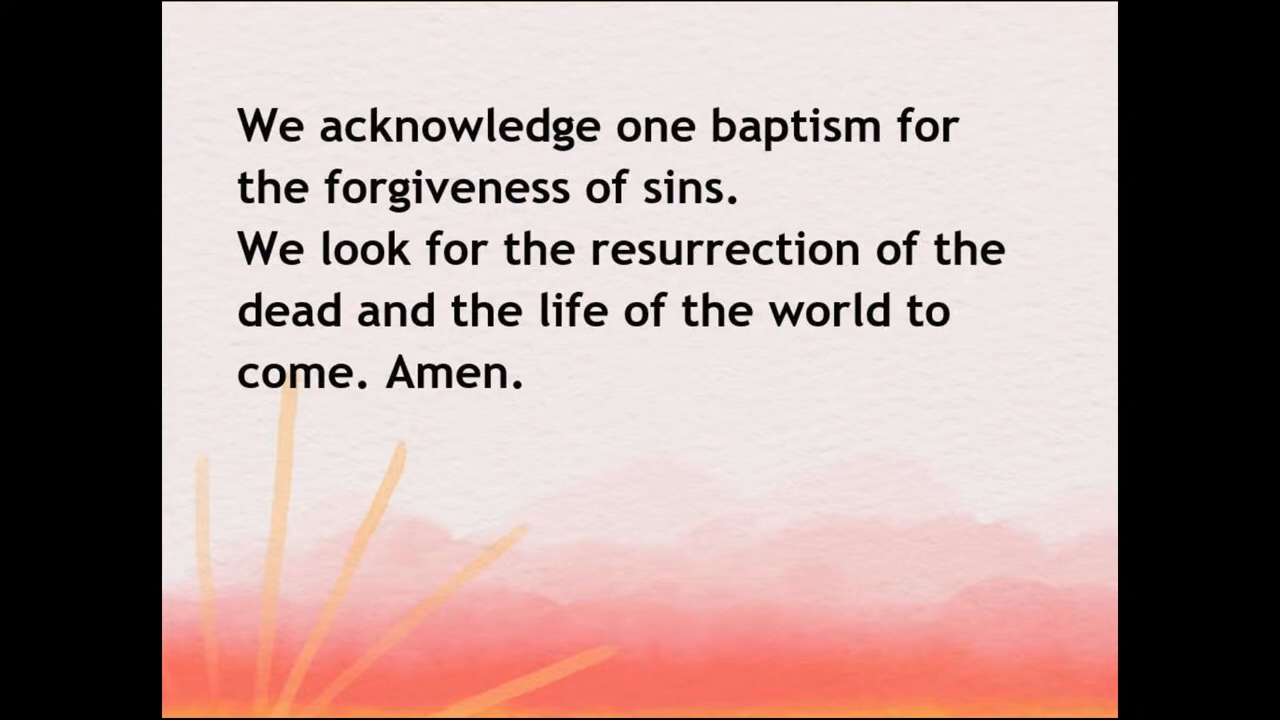 We acknowledge one baptism for
the forgiveness of sins.
We look for the resurrection of the
dead and the life of the world to
come. Amen.